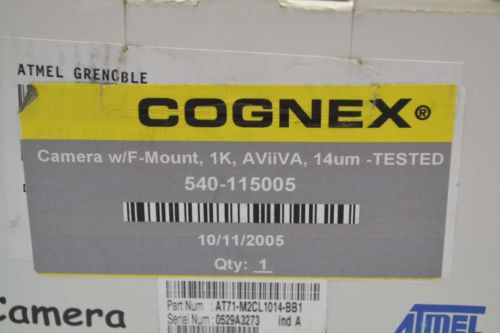 ATMEL GRENOBLE
COGNEX®
Camera w/F-Mount, 1K, AViiVA, 14um -TESTED
540-115005
10/11/2005
Qty: 1
Part Num : AT71-M2CL1014-BB1
Serial Num : 0529A3273 Ind A
Camera
ATMEL